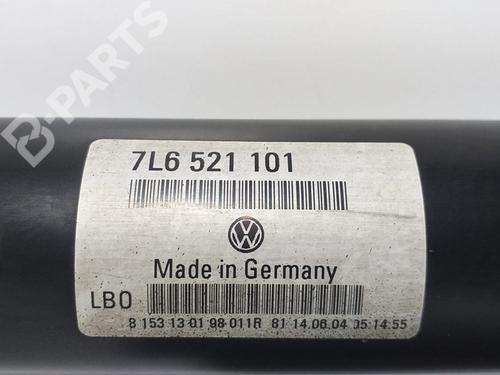 B-PARTS
7L6 521 101
VW
Made in Germany
LBO
8 153 13 01 98 011R 81 14.06.04 05:14:55